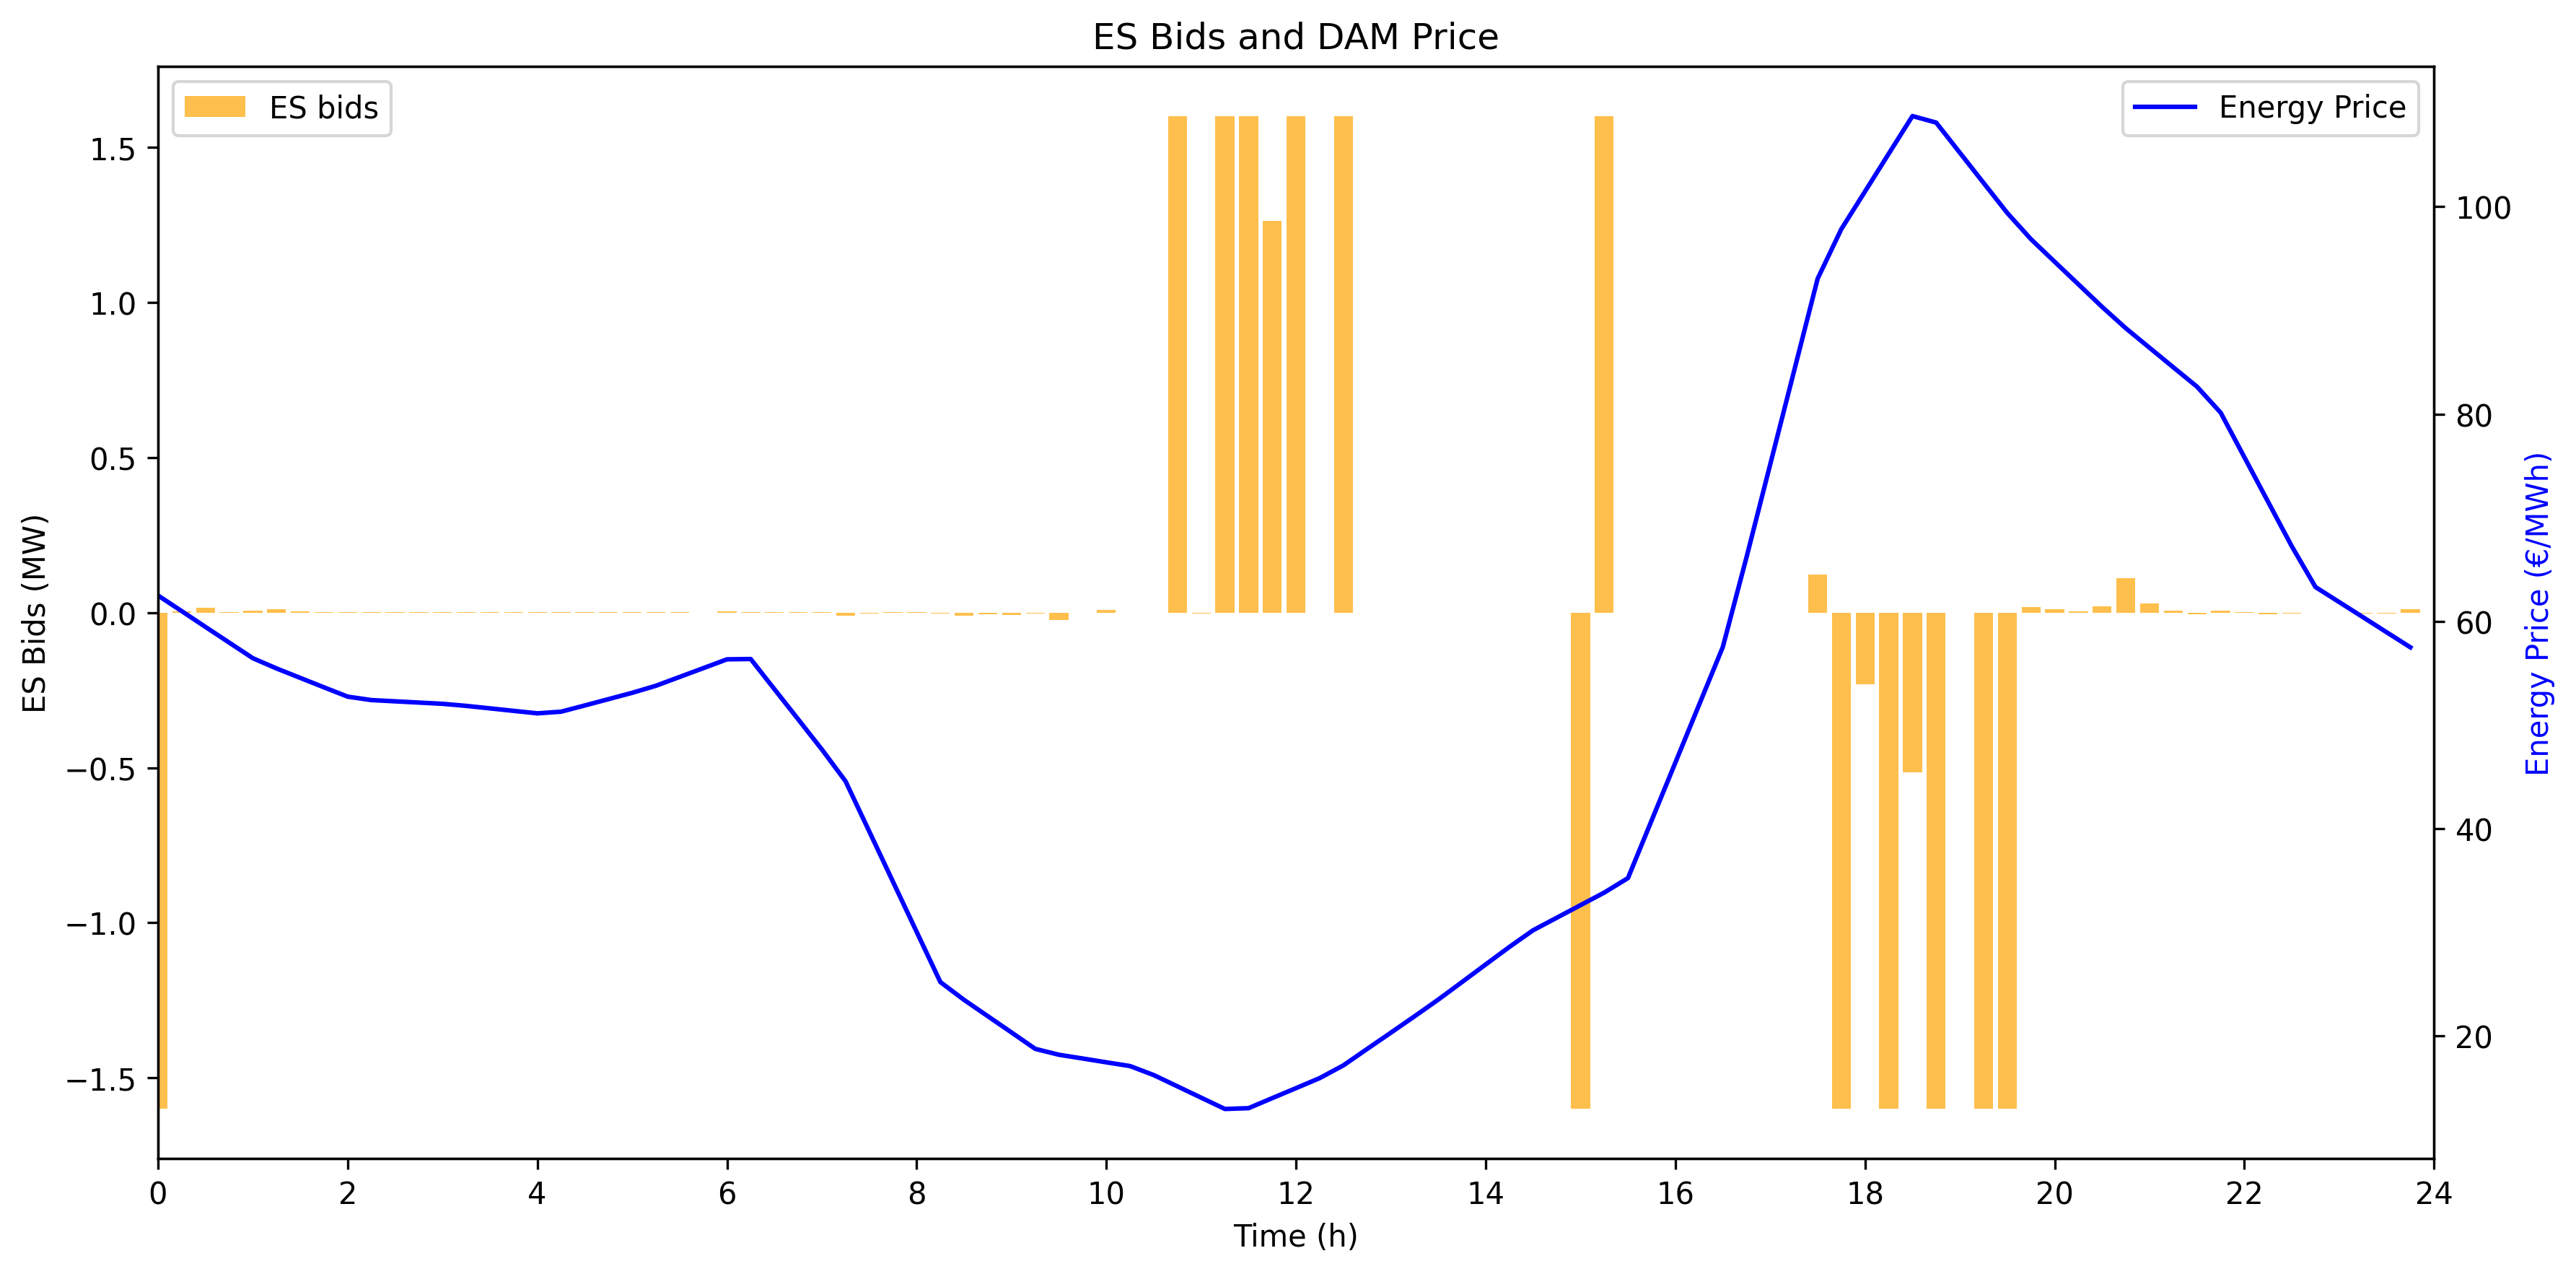 ES Bids and DAM Price
ES bids
Energy Price
ES Bids (MW)
1.5
1.0
0.5
0.0
−0.5
−1.0
−1.5
100
80
60
40
20
Energy Price (€/MWh)
0 2 4 6 8 10 12 14 16 18 20 22 24
Time (h)